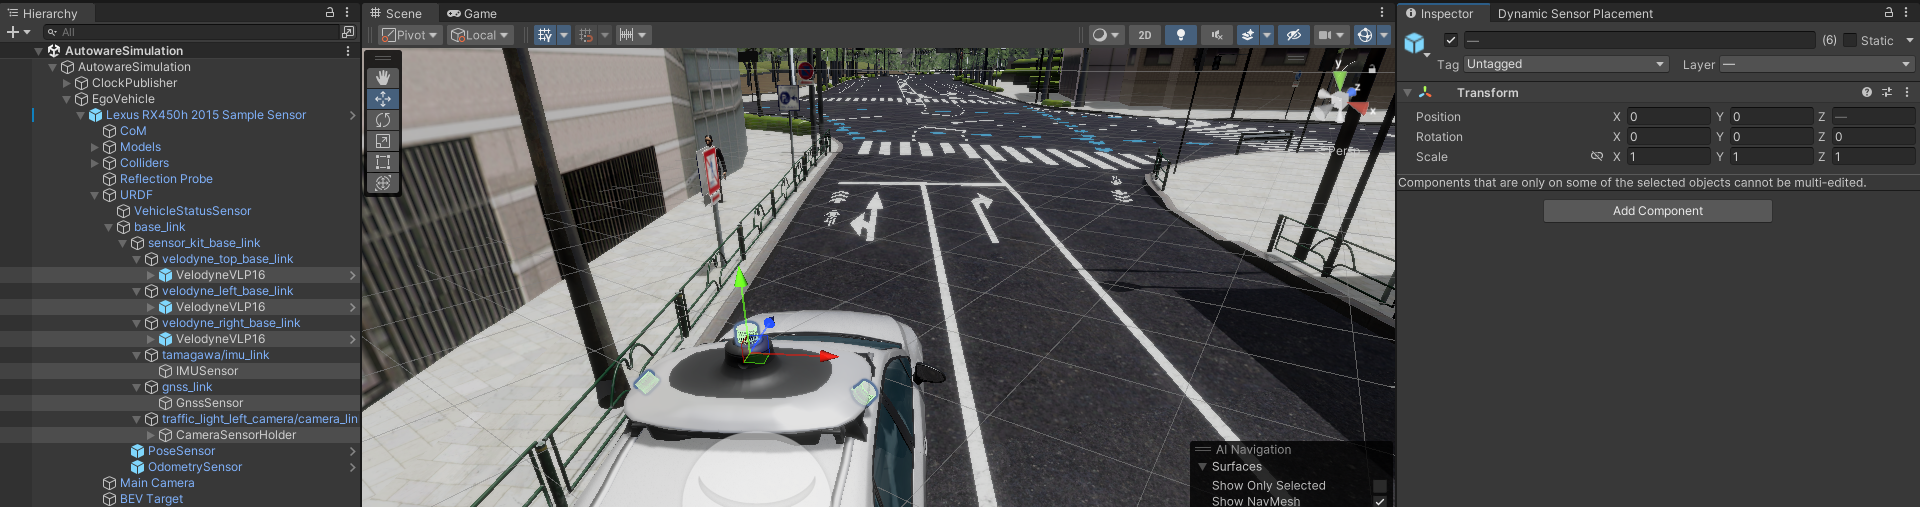 Hierarchy
All
AutowareSimulation
AutowareSimulation
ClockPublisher
EgoVehicle
Lexus RX450h 2015 Sample Sensor
CoM
Models
Colliders
Reflection Probe
URDF
VehicleStatusSensor
base_link
sensor_kit_base_link
velodyne_top_base_link
VelodyneVLP16
velodyne_left_base_link
VelodyneVLP16
velodyne_right_base_link
VelodyneVLP16
tamagawa/imu_link
IMUSensor
gnss_link
GnssSensor
traffic_light_left_camera/camera_lin
CameraSensorHolder
PoseSensor
OdometrySensor
Main Camera
BEV Target
Scene Game
Pivot Local 2D
y
z
x
AI Navigation
Surfaces
Show Only Selected
Show NavMesh
Inspector Dynamic Sensor Placement
— (6) Static
Tag Untagged Layer —
Transform
Position X 0 Y 0 Z —
Rotation X 0 Y 0 Z 0
Scale X 1 Y 1 Z 1
Components that are only on some of the selected objects cannot be multi-edited.
Add Component